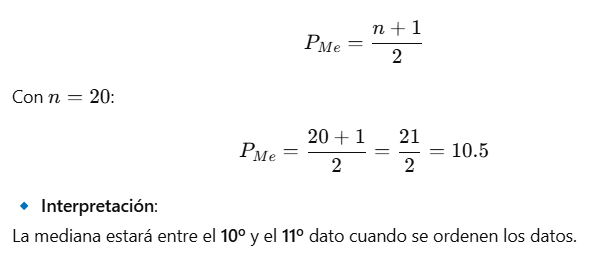 P_{Me} = \frac{n+1}{2}
Con n = 20:
P_{Me} = \frac{20+1}{2} = \frac{21}{2} = 10.5
🔹 Interpretación:
La mediana estará entre el 10º y el 11º dato cuando se ordenen los datos.